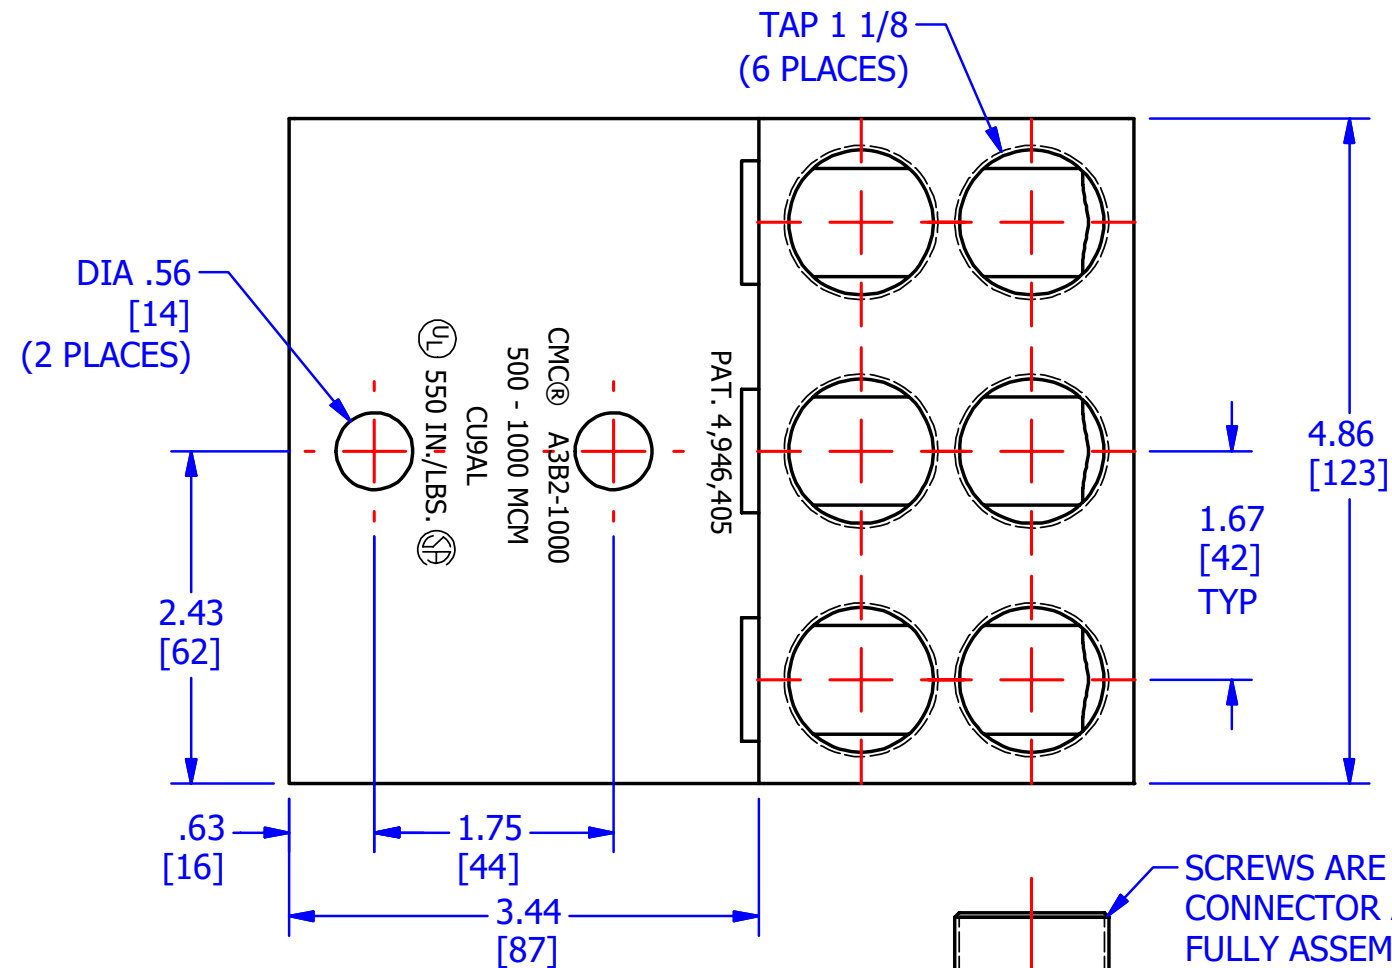 TAP 1 1/8
(6 PLACES)
DIA .56
[14]
(2 PLACES)
UL 550 IN./LBS. SA
CU9AL
500 - 1000 MCM
CMC® A3B2-1000
PAT. 4,946,405
4.86
[123]
1.67
[42]
TYP
2.43
[62]
.63
[16]
1.75
[44]
3.44
[87]
SCREWS ARE
CONNECTOR
FULLY ASSEM